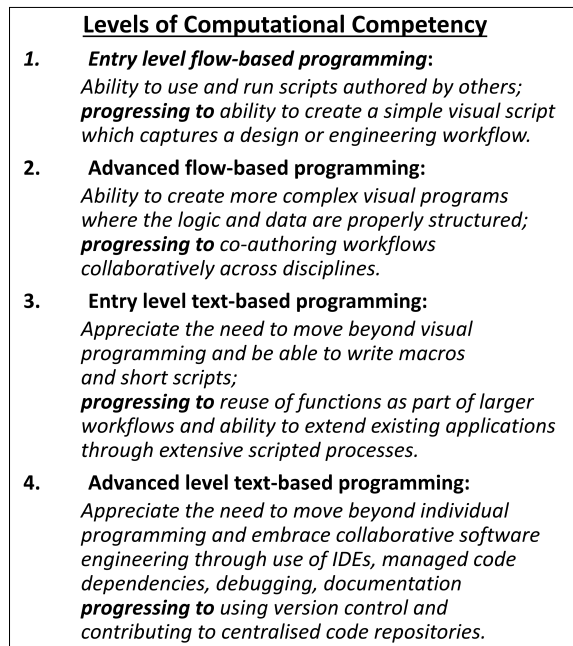 Levels of Computational Competency
1. Entry level flow-based programming:
Ability to use and run scripts authored by others;
progressing to ability to create a simple visual script
which captures a design or engineering workflow.
2. Advanced flow-based programming:
Ability to create more complex visual programs
where the logic and data are properly structured;
progressing to co-authoring workflows
collaboratively across disciplines.
3. Entry level text-based programming:
Appreciate the need to move beyond visual
programming and be able to write macros
and short scripts;
progressing to reuse of functions as part of larger
workflows and ability to extend existing applications
through extensive scripted processes.
4. Advanced level text-based programming:
Appreciate the need to move beyond individual
programming and embrace collaborative software
engineering through use of IDEs, managed code
dependencies, debugging, documentation
progressing to using version control and
contributing to centralised code repositories.